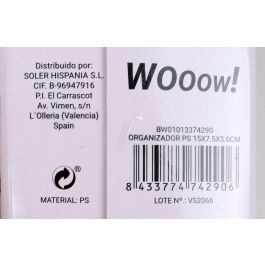 Distribuido por:
SOLER HISPANIA S.L.
CIF. B-96947916
P.I. El Carrascot
Av. Vimen, s/n
L´Olleria (Valencia)
Spain
MATERIAL: PS
WOoow!
BW01013374290
ORGANIZADOR PS 15X7.5X5.6CM
8 433774 742906
LOTE Nº.: VS2066